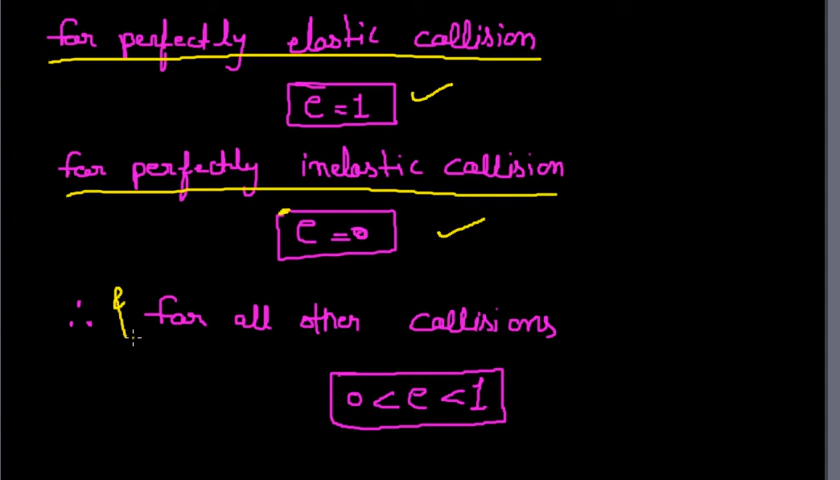 for perfectly elastic collision
e = 1
for perfectly inelastic collision
e = 0
∴ & for all other collisions
0 < e < 1